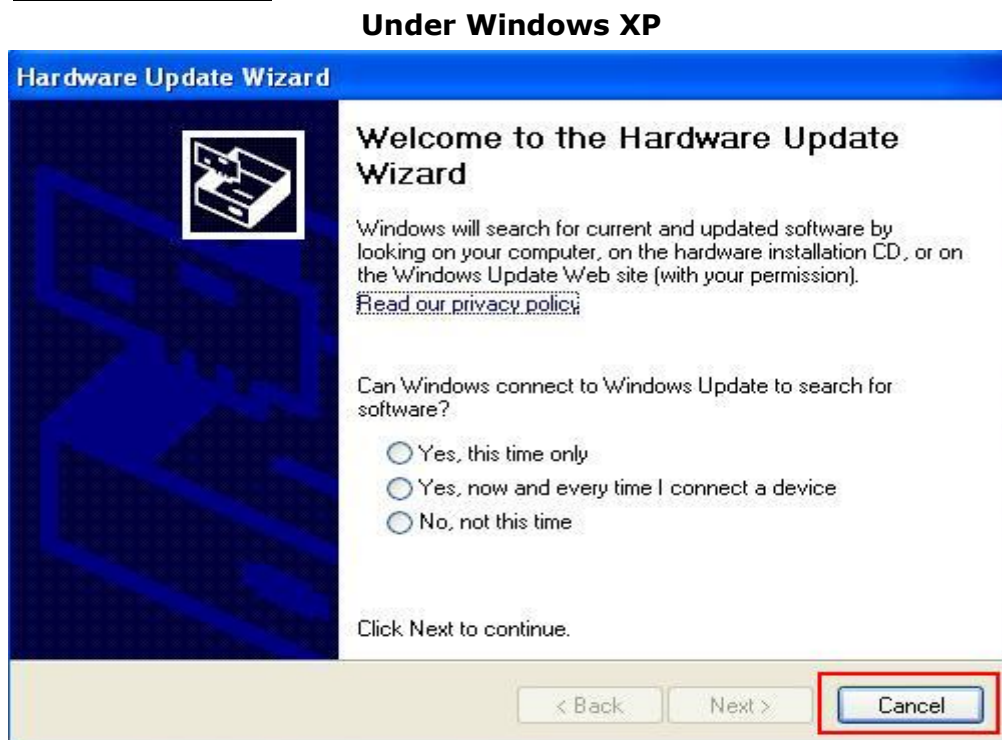 Under Windows XP
Hardware Update Wizard
Welcome to the Hardware Update
Wizard
Windows will search for current and updated software by
looking on your computer, on the hardware installation CD, or on
the Windows Update Web site (with your permission).
Read our privacy policy
Can Windows connect to Windows Update to search for
software?
Yes, this time only
Yes, now and every time I connect a device
No, not this time
Click Next to continue.
< Back Next > Cancel